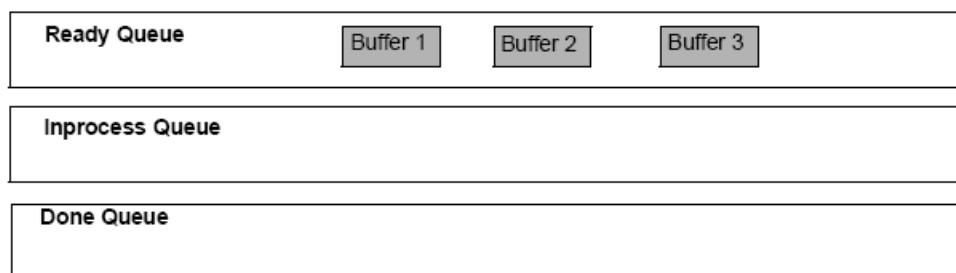 Ready Queue Buffer 1 Buffer 2 Buffer 3
Inprocess Queue
Done Queue